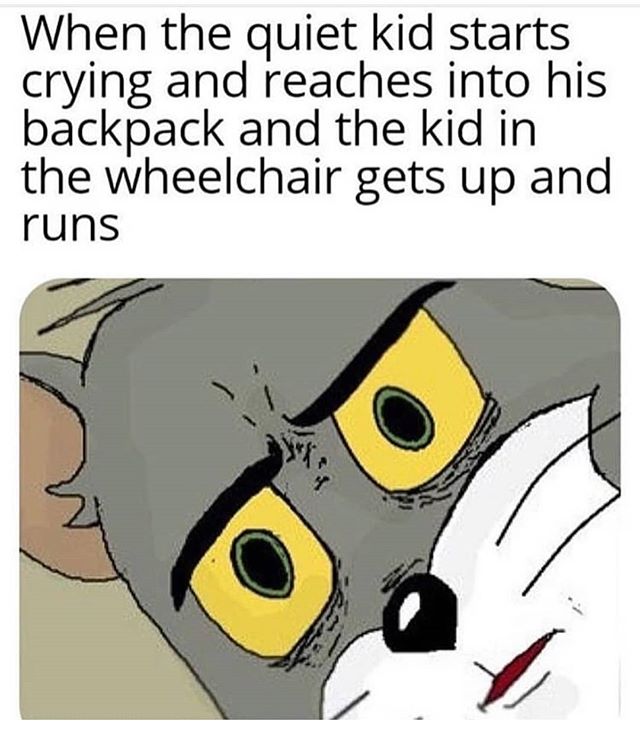 When the quiet kid starts
crying and reaches into his
backpack and the kid in
the wheelchair gets up and
runs